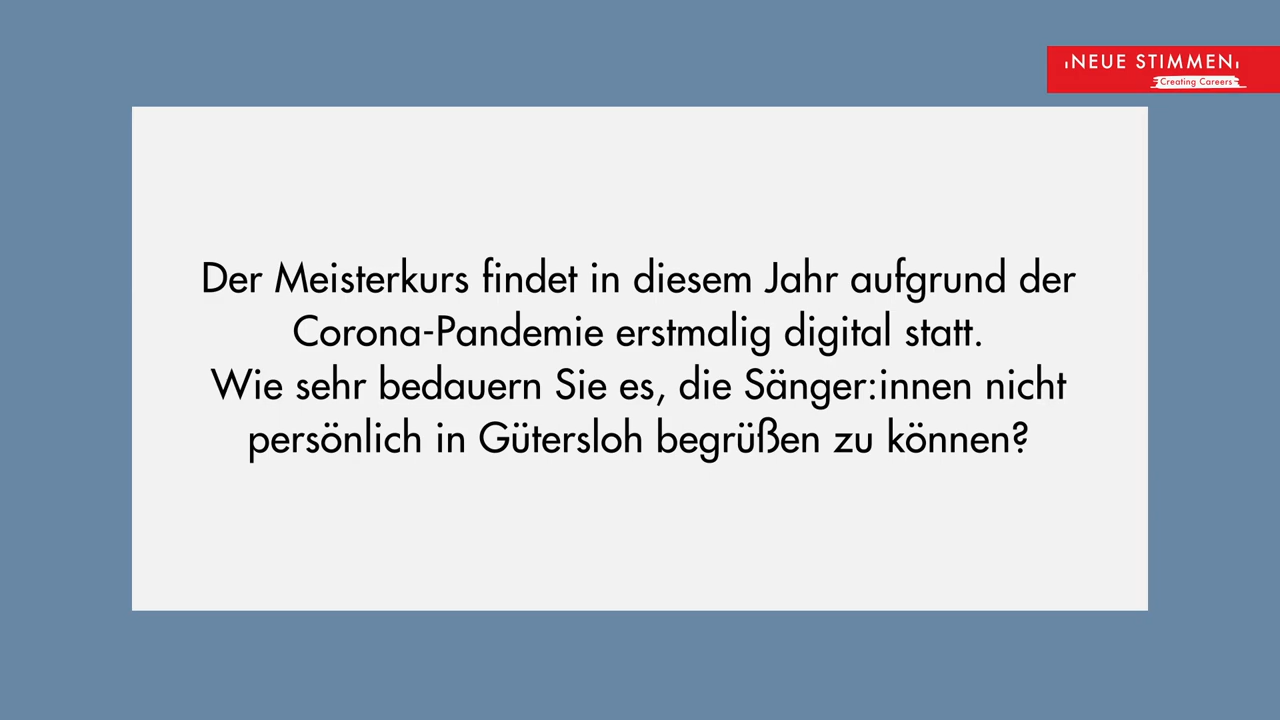 NEUE STIMMEN
Creating Careers
Der Meisterkurs findet in diesem Jahr aufgrund der
Corona-Pandemie erstmalig digital statt.
Wie sehr bedauern Sie es, die Sänger:innen nicht
persönlich in Gütersloh begrüßen zu können?